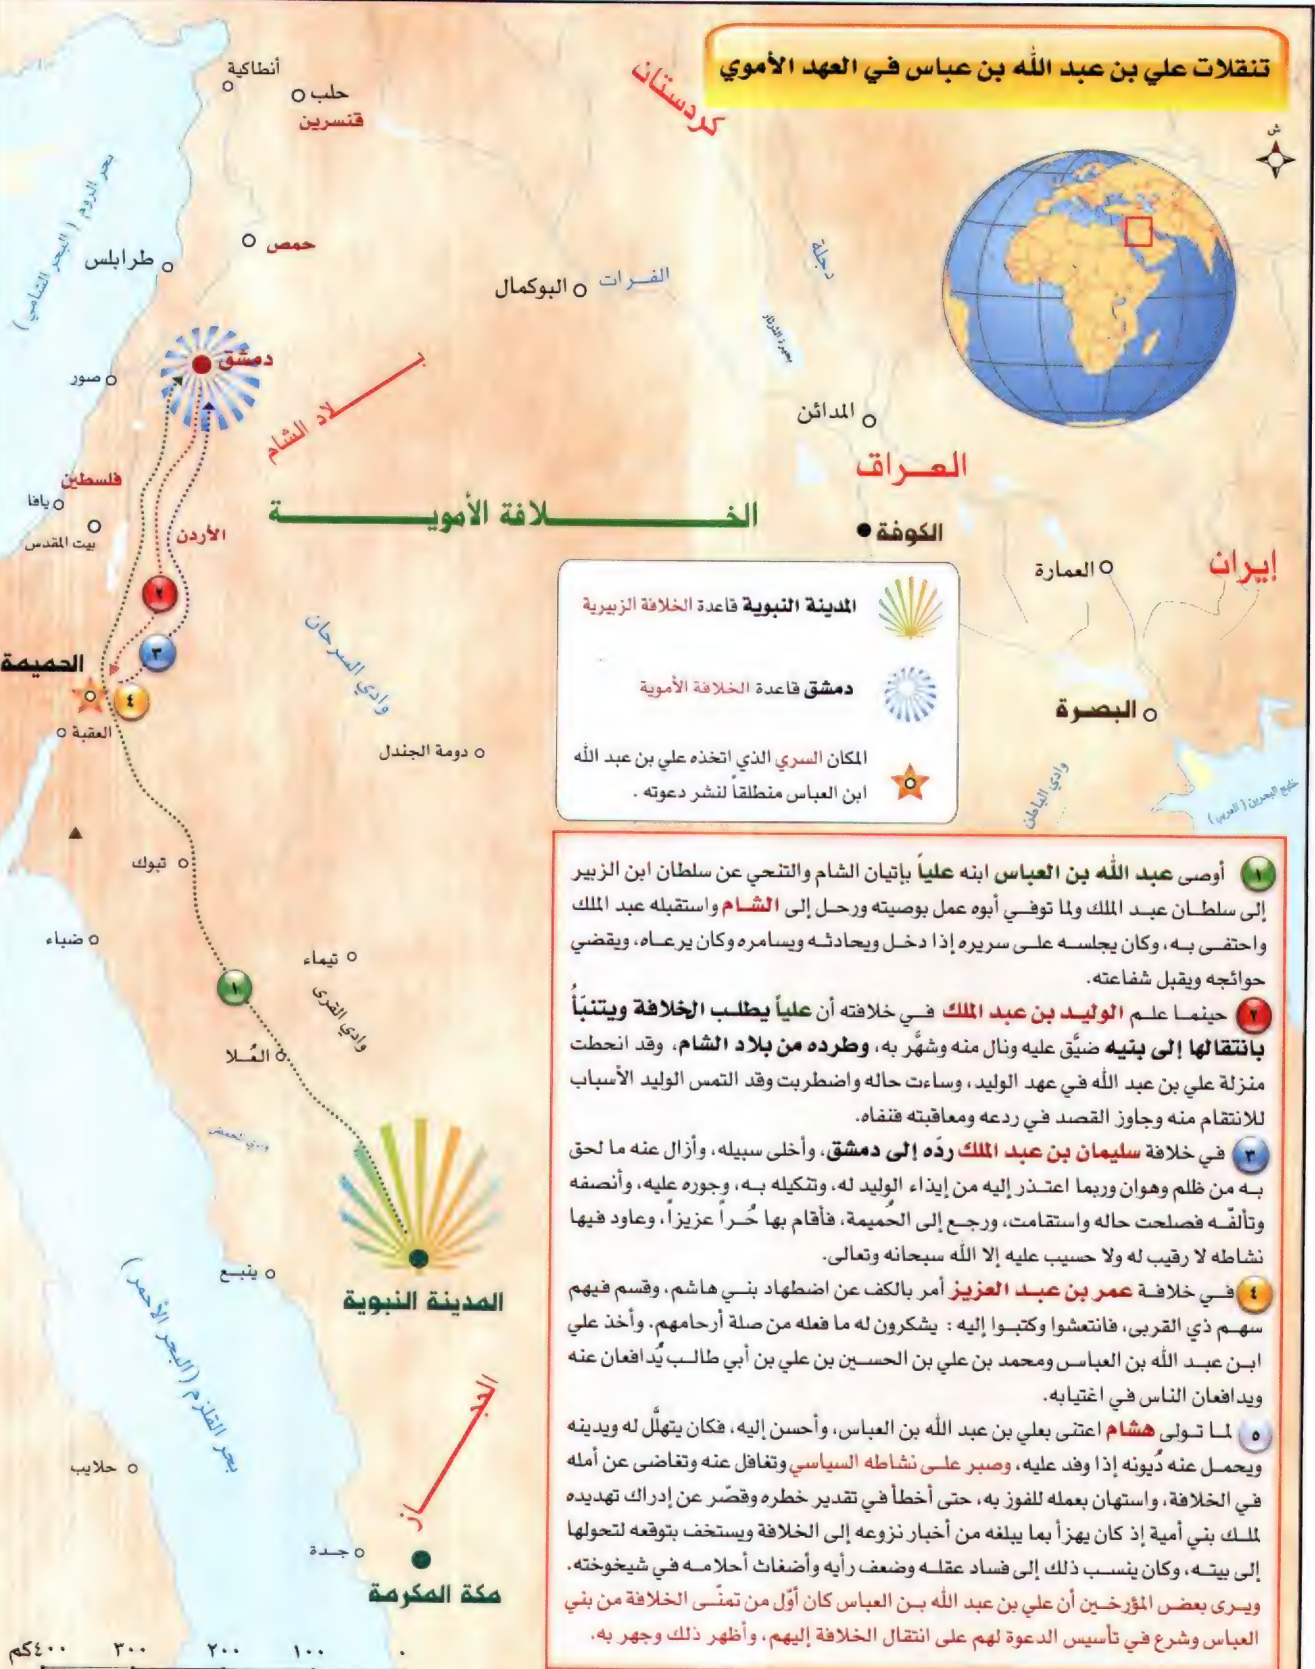 تنقلات علي بن عبد الله بن عباس في العهد الأموي
ش
كردستان
أنطاكية
حلب
قنسرين
بحر الروم (البحر الشامي)
حمص
طرابلس
البوكمال
الفرات
دجلة
بحيرة الثرثار
دمشق
صور
بلاد الشام
المدائن
العراق
فلسطين
يافا
بيت المقدس
الأردن
الخلافة الأموية
الكوفة
العمارة
إيران
٢
٣
٤
الحميمة
العقبة
وادي السرحان
دومة الجندل
البصرة
وادي الباطن
خليج البحرين (العربي)
المدينة النبوية قاعدة الخلافة الزبيرية
دمشق قاعدة الخلافة الأموية
المكان السري الذي اتخذه علي بن عبد الله
ابن العباس منطلقاً لنشر دعوته .
تبوك
ضباء
تيماء
١
وادي القرى
العُلا
وادي الحمض
ينبع
المدينة النبوية
بحر القلزم (البحر الأحمر)
الحجاز
حلايب
جدة
مكة المكرمة
٤٠٠كم ٣٠٠ ٢٠٠ ١٠٠ ٠
١ أوصى عبد الله بن العباس ابنه علياً بإتيان الشام والتنحي عن سلطان ابن الزبير
إلى سلطان عبد الملك ولما توفي أبوه عمل بوصيته ورحل إلى الشام واستقبله عبد الملك
واحتفى به، وكان يجلسه على سريره إذا دخل ويحادثه ويسامره وكان يرعاه، ويقضي
حوائجه ويقبل شفاعته.
٢ حينما علم الوليد بن عبد الملك في خلافته أن علياً يطلب الخلافة ويتنبّأُ
بانتقالها إلى بنيه ضيَّق عليه ونال منه وشهَّر به، وطرده من بلاد الشام، وقد انحطت
منزلة علي بن عبد الله في عهد الوليد، وساءت حاله واضطربت وقد التمس الوليد الأسباب
للانتقام منه وجاوز القصد في ردعه ومعاقبته فنفاه.
٣ في خلافة سليمان بن عبد الملك ردّه إلى دمشق، وأخلى سبيله، وأزال عنه ما لحق
به من ظلم وهوان وربما اعتذر إليه من إيذاء الوليد له، وتنكيله به، وجوره عليه، وأنصفه
وتألفّه فصلحت حاله واستقامت، ورجع إلى الحُميمة، فأقام بها حُراً عزيزاً، وعاود فيها
نشاطه لا رقيب له ولا حسيب عليه إلا الله سبحانه وتعالى.
٤ في خلافة عمر بن عبد العزيز أمر بالكف عن اضطهاد بني هاشم، وقسم فيهم
سهم ذي القربى، فانتعشوا وكتبوا إليه : يشكرون له ما فعله من صلة أرحامهم. وأخذ علي
ابن عبد الله بن العباس ومحمد بن علي بن الحسين بن علي بن أبي طالب يُدافعان عنه
ويدافعان الناس في اغتيابه.
٥ لما تولى هشام اعتنى بعلي بن عبد الله بن العباس، وأحسن إليه، فكان يتهلَّل له ويدينه
ويحمل عنه دُيونه إذا وفد عليه، وصبر على نشاطه السياسي وتغافل عنه وتغاضى عن أمله
في الخلافة، واستهان بعمله للفوز به، حتى أخطأ في تقدير خطره وقصّر عن إدراك تهديده
لملك بني أمية إذ كان يهزأ بما يبلغه من أخبار نزوعه إلى الخلافة ويستخف بتوقعه لتحولها
إلى بيته، وكان ينسب ذلك إلى فساد عقله وضعف رأيه وأضغاث أحلامه في شيخوخته.
ويرى بعض المؤرخين أن علي بن عبد الله بن العباس كان أوّل من تمنّى الخلافة من بني
العباس وشرع في تأسيس الدعوة لهم على انتقال الخلافة إليهم، وأظهر ذلك وجهر به.